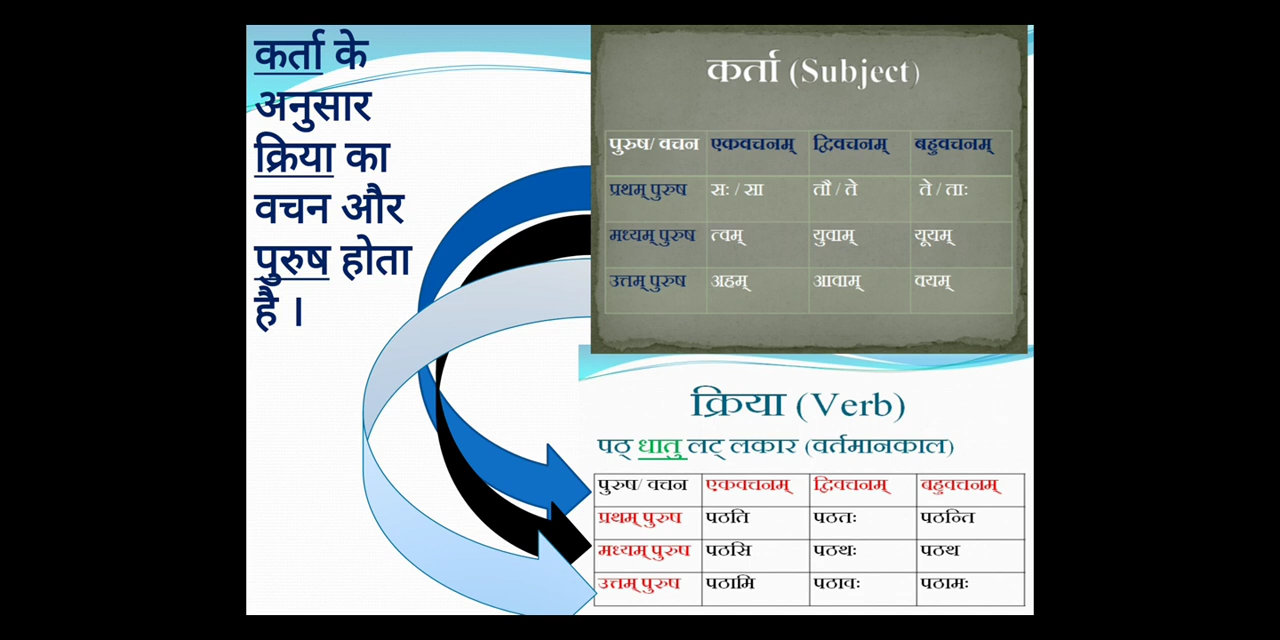 कर्ता के
अनुसार
क्रिया का
वचन और
पुरुष होता
है ।
कर्ता (Subject)
पुरुष/ वचन एकवचनम् द्विवचनम् बहुवचनम्
प्रथम् पुरुष सः / सा तौ / ते ते / ताः
मध्यम् पुरुष त्वम् युवाम् यूयम्
उत्तम् पुरुष अहम् आवाम् वयम्
क्रिया (Verb)
पठ् धातु लट् लकार (वर्तमानकाल)
पुरुष/ वचन एकवचनम् द्विवचनम् बहुवचनम्
प्रथम् पुरुष पठति पठतः पठन्ति
मध्यम् पुरुष पठसि पठथः पठथ
उत्तम् पुरुष पठामि पठावः पठामः